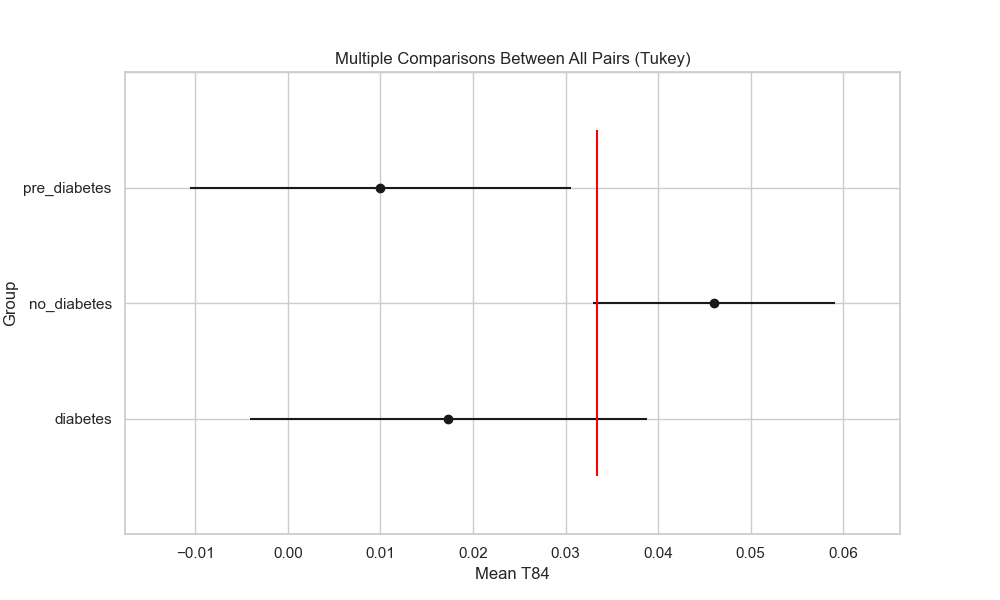 Multiple Comparisons Between All Pairs (Tukey)
pre_diabetes
no_diabetes
diabetes
Group
−0.01 0.00 0.01 0.02 0.03 0.04 0.05 0.06
Mean T84